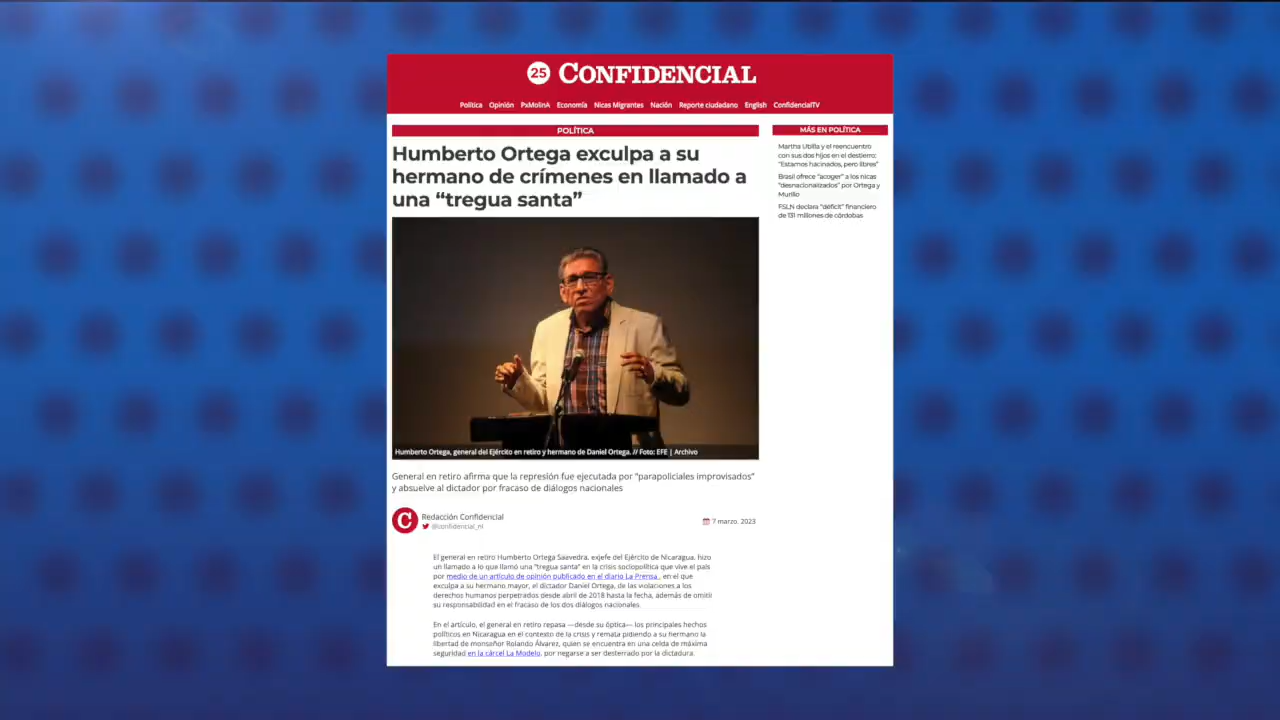 25 CONFIDENCIAL
Política Opinión PxMolinA Economía Nicas Migrantes Nación Reporte ciudadano English ConfidencialTV
POLÍTICA
Humberto Ortega exculpa a su
hermano de crímenes en llamado a
una “tregua santa”
Humberto Ortega, general del Ejército en retiro y hermano de Daniel Ortega. // Foto: EFE | Archivo
General en retiro afirma que la represión fue ejecutada por “parapoliciales improvisados”
y absuelve al dictador por fracaso de diálogos nacionales
C Redacción Confidencial
@confidencial_ni
7 marzo, 2023
El general en retiro Humberto Ortega Saavedra, exjefe del Ejército de Nicaragua, hizo
un llamado a lo que llamó una "tregua santa" en la crisis sociopolítica que vive el país
por medio de un artículo de opinión publicado en el diario La Prensa , en el que
exculpa a su hermano mayor, el dictador Daniel Ortega, de las violaciones a los
derechos humanos perpetrados desde abril de 2018 hasta la fecha, además de omitir
su responsabilidad en el fracaso de los dos diálogos nacionales.
En el artículo, el general en retiro repasa —desde su óptica— los principales hechos
políticos en Nicaragua en el contexto de la crisis y remata pidiendo a su hermano la
libertad de monseñor Rolando Álvarez, quien se encuentra en una celda de máxima
seguridad en la cárcel La Modelo, por negarse a ser desterrado por la dictadura.
MÁS EN POLÍTICA
Martha Ubilla y el reencuentro
con sus dos hijos en el destierro:
“Estamos hacinados, pero libres”
Brasil ofrece “acoger” a los nicas
“desnacionalizados” por Ortega y
Murillo
FSLN declara “déficit” financiero
de 131 millones de córdobas